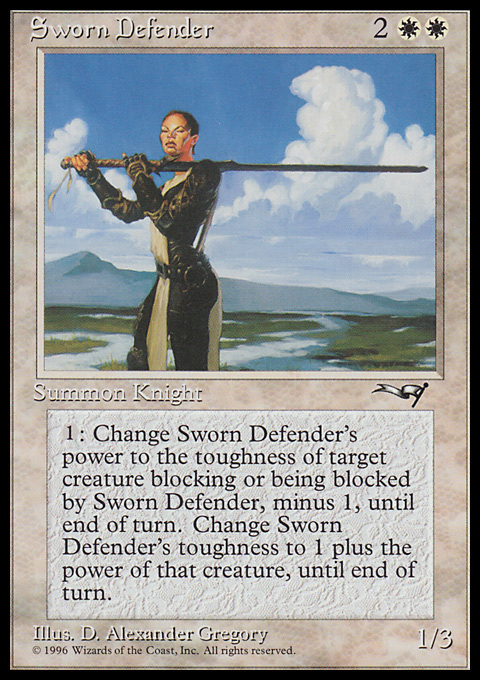 Sworn Defender 2
Summon Knight
1: Change Sworn Defender's
power to the toughness of target
creature blocking or being blocked
by Sworn Defender, minus 1, until
end of turn. Change Sworn
Defender's toughness to 1 plus the
power of that creature, until end of
turn.
Illus. D. Alexander Gregory
1/3
© 1996 Wizards of the Coast, Inc. All rights reserved.